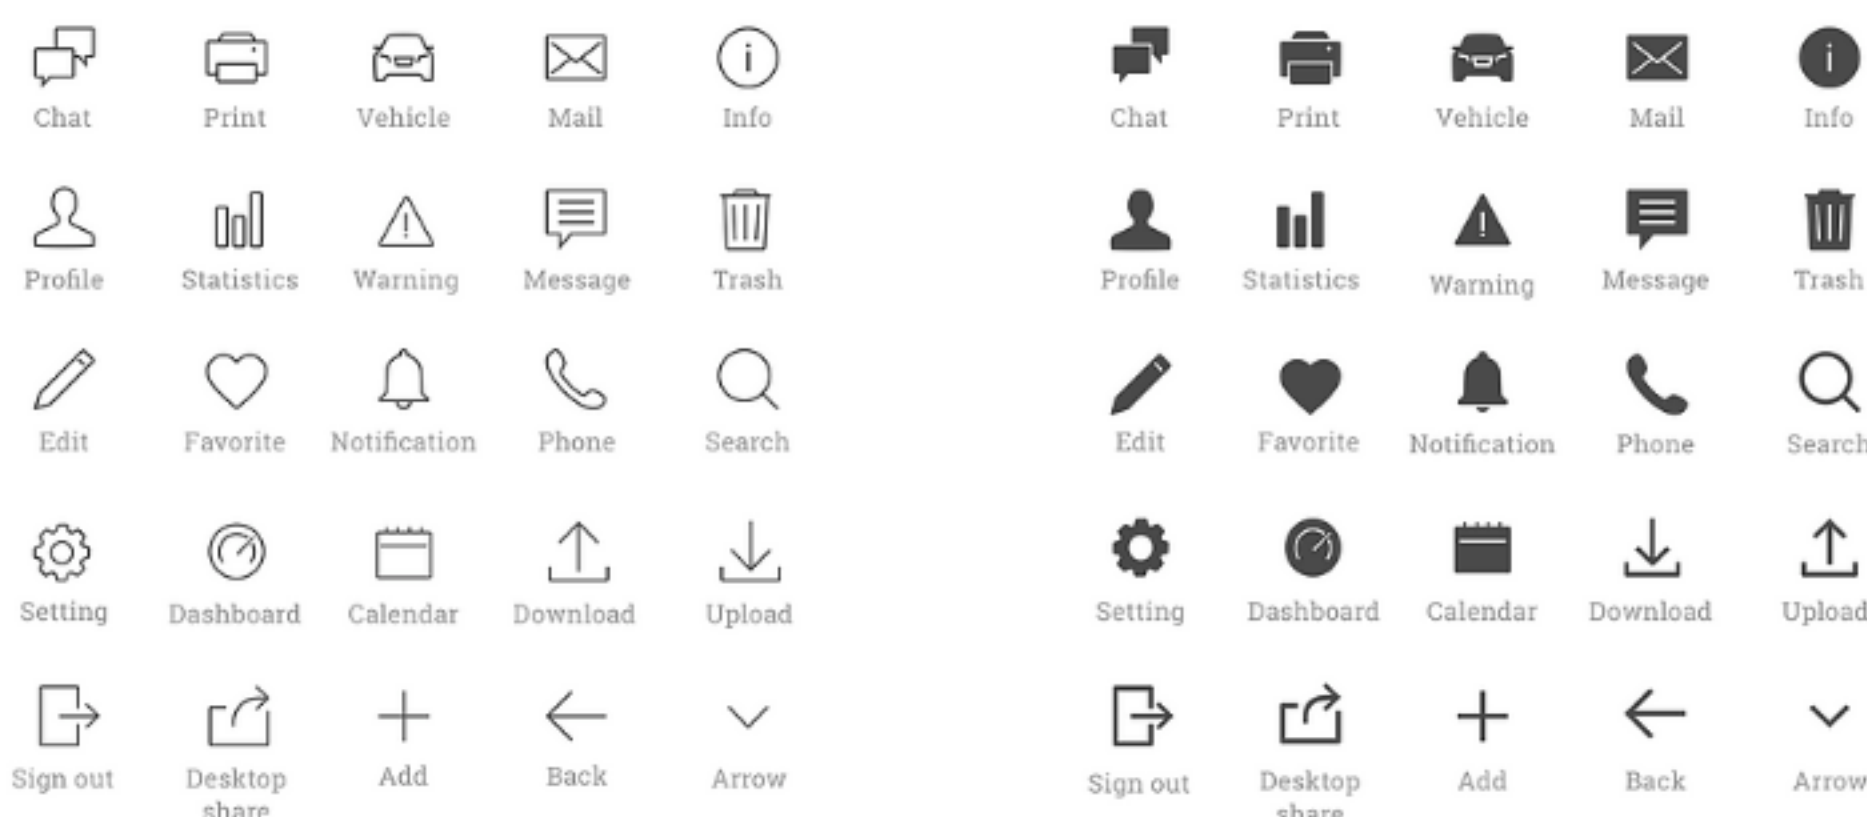 Chat Print Vehicle Mail Info Chat Print Vehicle Mail Info
Profile Statistics Warning Message Trash Profile Statistics Warning Message Trash
Edit Favorite Notification Phone Search Edit Favorite Notification Phone Search
Setting Dashboard Calendar Download Upload Setting Dashboard Calendar Download Upload
Sign out Desktop Add Back Arrow Sign out Desktop Add Back Arrow
share share